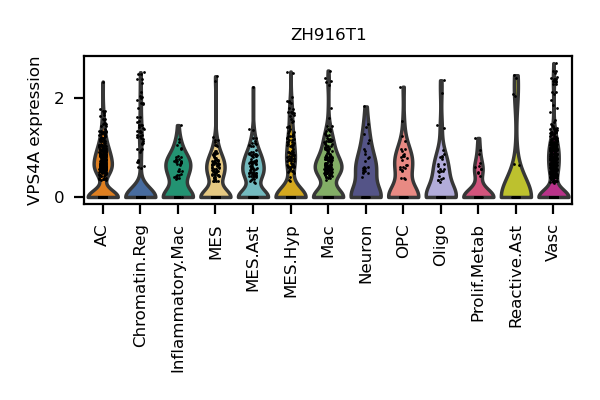 ZH916T1
VPS4A expression
2
0
AC
Chromatin.Reg
Inflammatory.Mac
MES
MES.Ast
MES.Hyp
Mac
Neuron
OPC
Oligo
Prolif.Metab
Reactive.Ast
Vasc